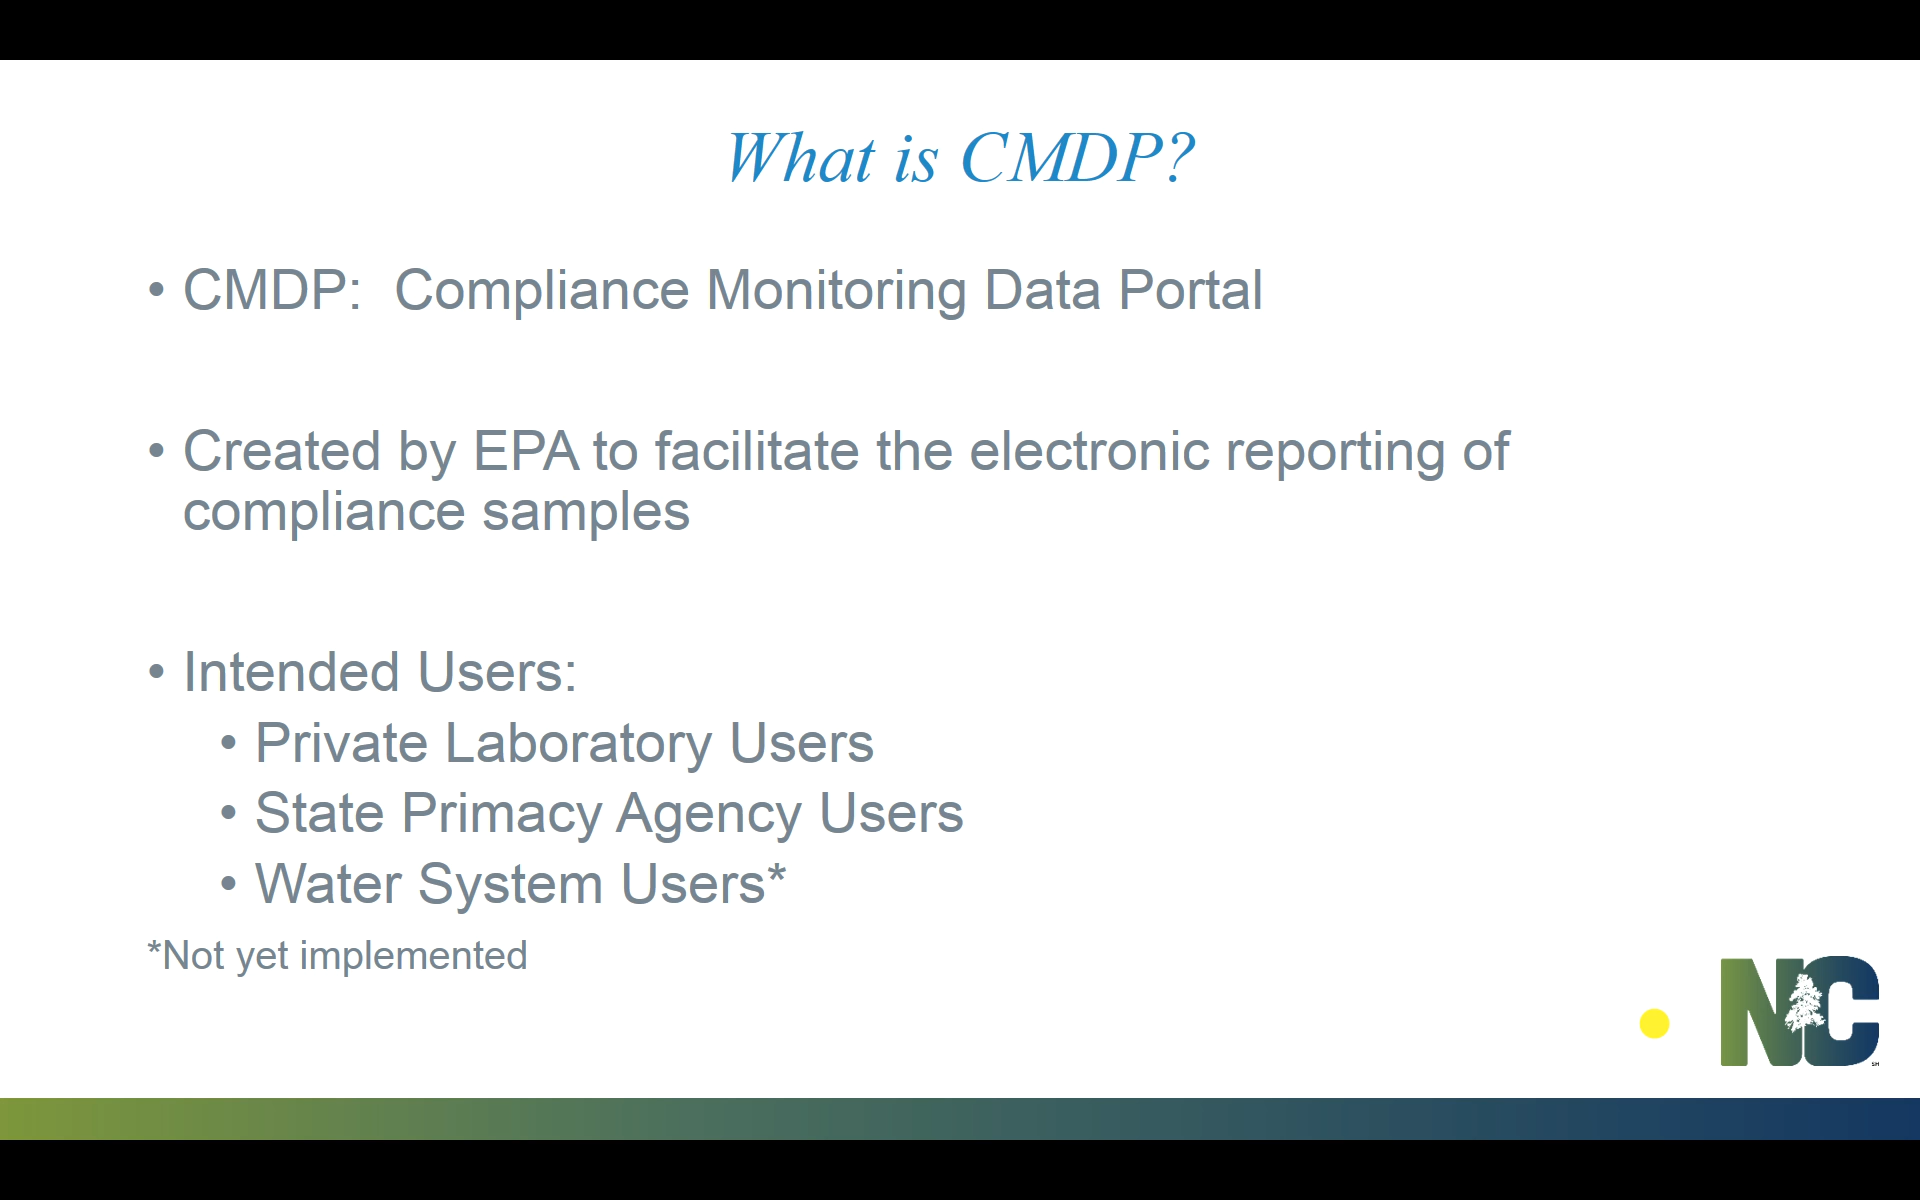 What is CMDP?
• CMDP:  Compliance Monitoring Data Portal
• Created by EPA to facilitate the electronic reporting of
compliance samples
• Intended Users:
• Private Laboratory Users
• State Primacy Agency Users
• Water System Users*
*Not yet implemented
NC
SM